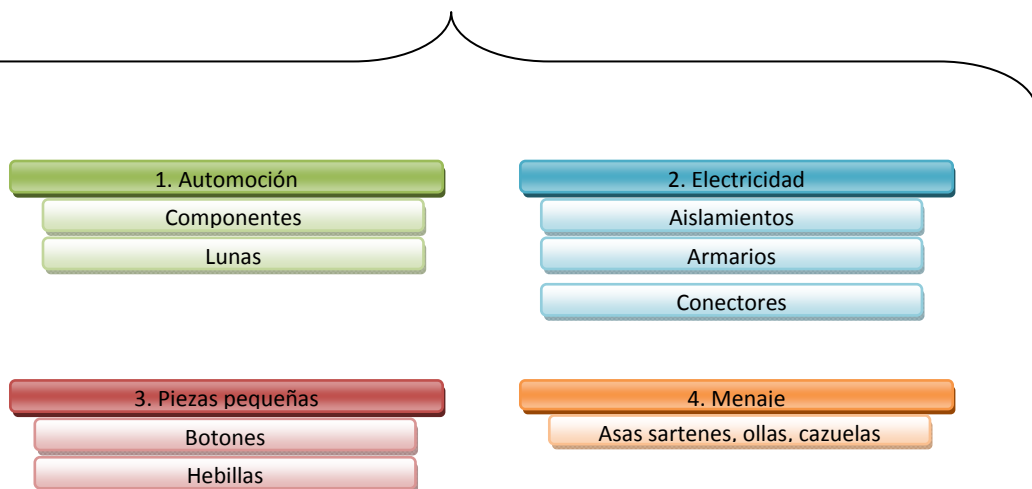 1. Automoción
Componentes
Lunas
2. Electricidad
Aislamientos
Armarios
Conectores
3. Piezas pequeñas
Botones
Hebillas
4. Menaje
Asas sartenes, ollas, cazuelas